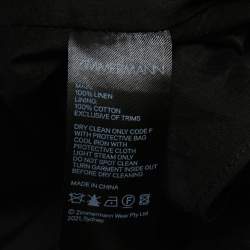 ZIMMERMANN
MAIN:
100% LINEN
LINING:
100% COTTON
EXCLUSIVE OF TRIMS
DRY CLEAN ONLY CODE F
WITH PROTECTIVE BAG
COOL IRON WITH
PROTECTIVE CLOTH
LIGHT STEAM ONLY
DO NOT SPOT CLEAN
TURN GARMENT INSIDE OUT
BEFORE DRY CLEANING
MADE IN CHINA
© Zimmermann Wear Pty Ltd
2021, Sydney